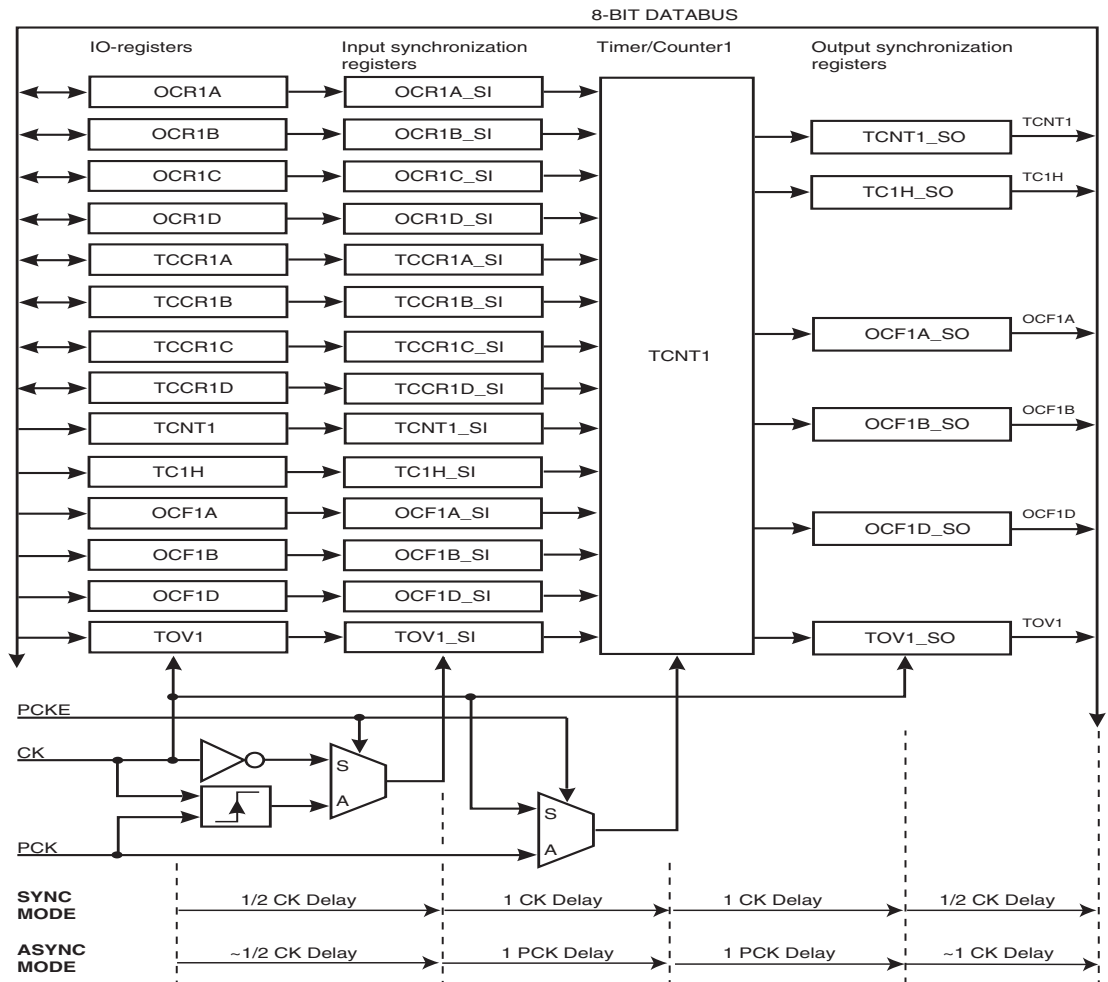 8-BIT DATABUS
IO-registers
Input synchronization
registers
Timer/Counter1
Output synchronization
registers
OCR1A
OCR1A_SI
OCR1B
OCR1B_SI
TCNT1_SO
TCNT1
OCR1C
OCR1C_SI
TC1H_SO
TC1H
OCR1D
OCR1D_SI
TCCR1A
TCCR1A_SI
TCCR1B
TCCR1B_SI
OCF1A_SO
OCF1A
TCCR1C
TCCR1C_SI
TCNT1
TCCR1D
TCCR1D_SI
TCNT1
TCNT1_SI
OCF1B_SO
OCF1B
TC1H
TC1H_SI
OCF1A
OCF1A_SI
OCF1D_SO
OCF1D
OCF1B
OCF1B_SI
OCF1D
OCF1D_SI
TOV1
TOV1_SI
TOV1_SO
TOV1
PCKE
CK
S
A
S
A
PCK
SYNC
MODE
1/2 CK Delay
1 CK Delay
1 CK Delay
1/2 CK Delay
ASYNC
MODE
~1/2 CK Delay
1 PCK Delay
1 PCK Delay
~1 CK Delay